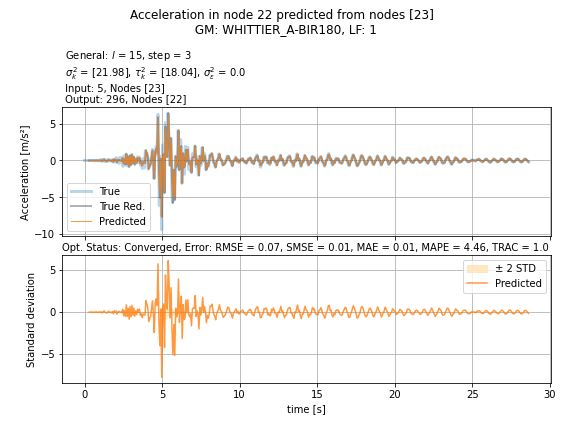 Acceleration in node 22 predicted from nodes [23]
GM: WHITTIER_A-BIR180, LF: 1
General: l = 15, step = 3
σ²ₖ = [21.98], τ²ₖ = [18.04], σ²ε = 0.0
Input: 5, Nodes [23]
Output: 296, Nodes [22]
Acceleration [m/s²]
5
0
−5
−10
True
True Red.
Predicted
Opt. Status: Converged, Error: RMSE = 0.07, SMSE = 0.01, MAE = 0.01, MAPE = 4.46, TRAC = 1.0
Standard deviation
5
0
−5
± 2 STD
Predicted
0 5 10 15 20 25 30
time [s]